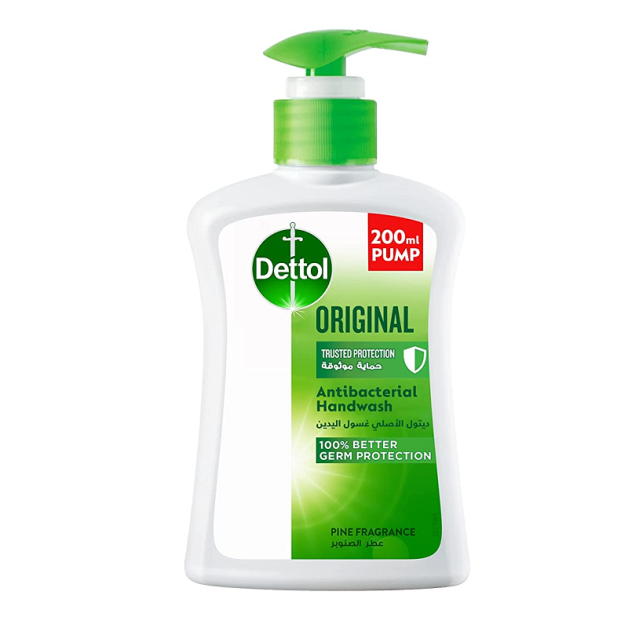 200ml
PUMP
Dettol
ORIGINAL
TRUSTED PROTECTION
حماية موثوقة
Antibacterial
Handwash
ديتول الأصلي غسول اليدين
100% BETTER
GERM PROTECTION
PINE FRAGRANCE
عطر الصنوبر